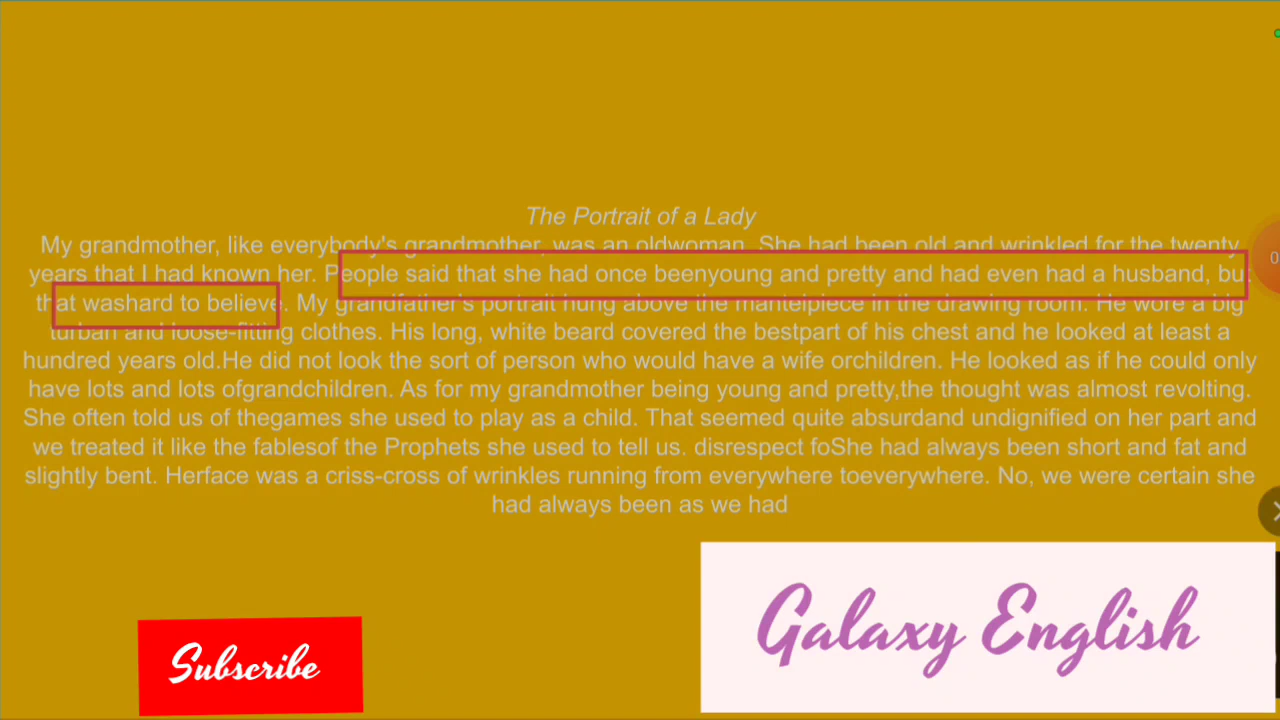 The Portrait of a Lady
My grandmother, like everybody's grandmother, was an oldwoman. She had been old and wrinkled for the twenty
years that I had known her. People said that she had once beenyoung and pretty and had even had a husband, but
that washard to believe. My grandfather's portrait hung above the mantelpiece in the drawing room. He wore a big
turban and loose-fitting clothes. His long, white beard covered the bestpart of his chest and he looked at least a
hundred years old.He did not look the sort of person who would have a wife orchildren. He looked as if he could only
have lots and lots ofgrandchildren. As for my grandmother being young and pretty,the thought was almost revolting.
She often told us of thegames she used to play as a child. That seemed quite absurdand undignified on her part and
we treated it like the fablesof the Prophets she used to tell us. disrespect foShe had always been short and fat and
slightly bent. Herface was a criss-cross of wrinkles running from everywhere toeverywhere. No, we were certain she
had always been as we had
Galaxy English
Subscribe
0